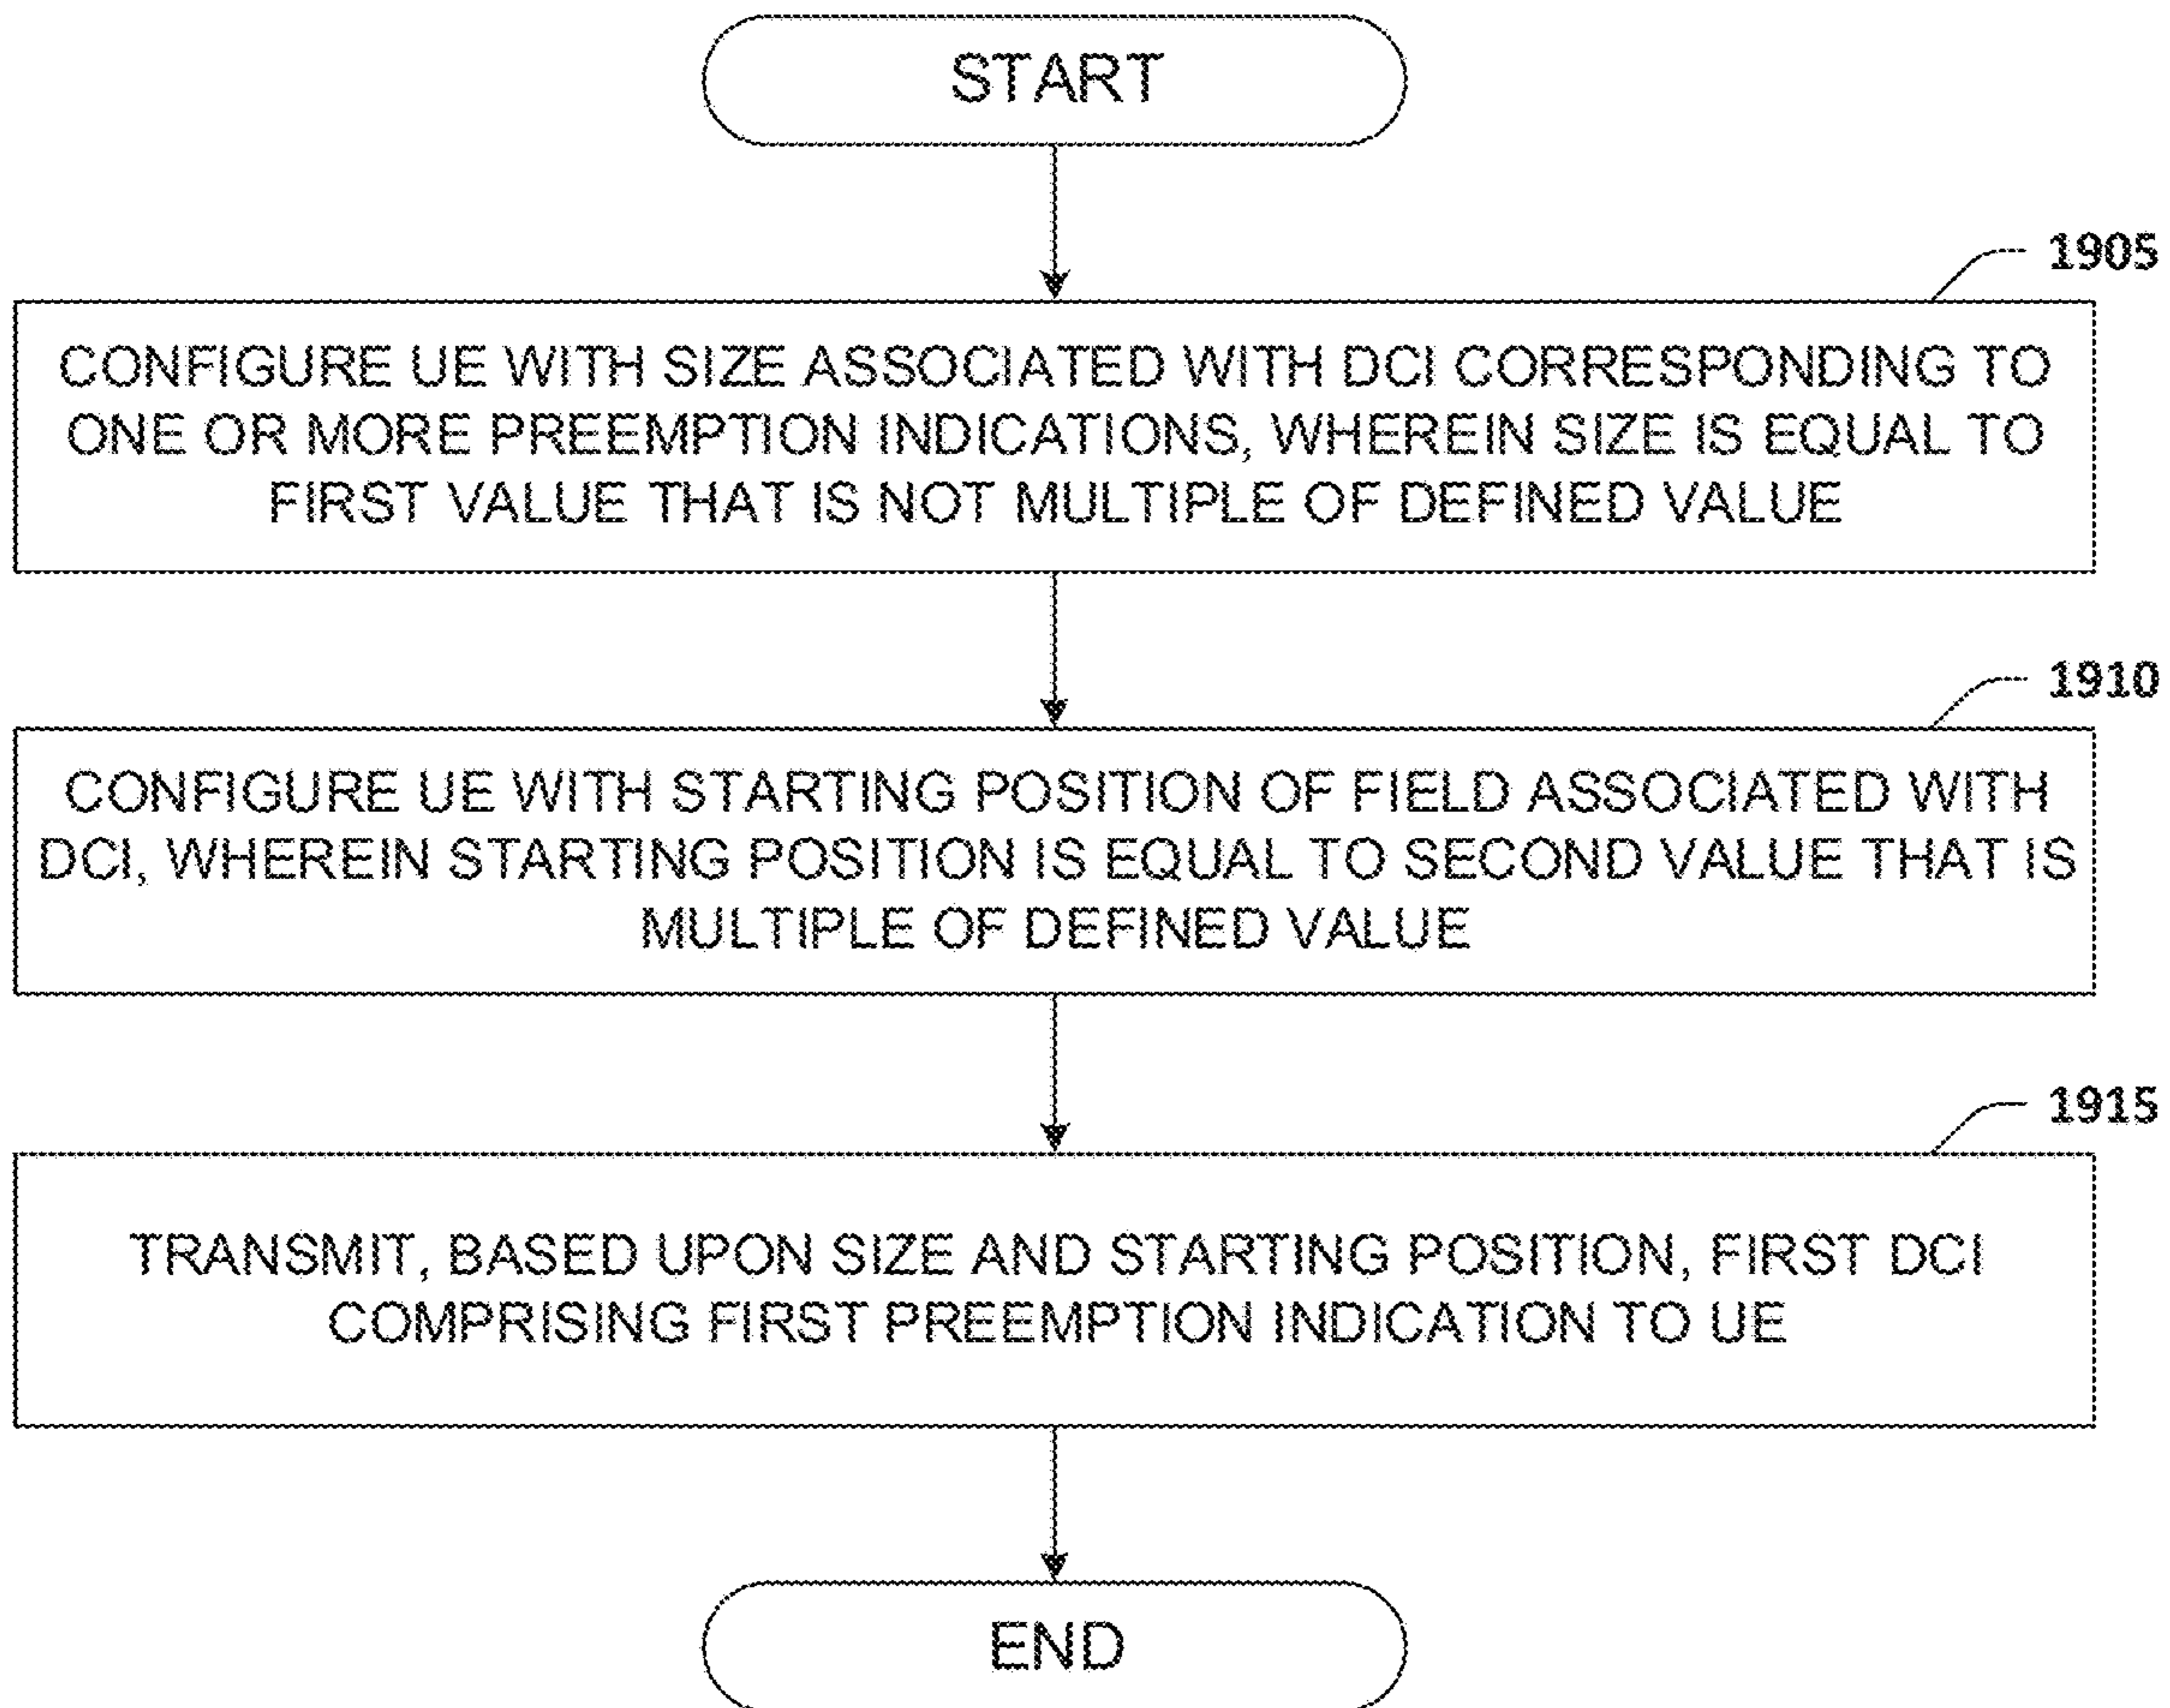 START
1905
CONFIGURE UE WITH SIZE ASSOCIATED WITH DCI CORRESPONDING TO
ONE OR MORE PREEMPTION INDICATIONS, WHEREIN SIZE IS EQUAL TO
FIRST VALUE THAT IS NOT MULTIPLE OF DEFINED VALUE
1910
CONFIGURE UE WITH STARTING POSITION OF FIELD ASSOCIATED WITH
DCI, WHEREIN STARTING POSITION IS EQUAL TO SECOND VALUE THAT IS
MULTIPLE OF DEFINED VALUE
1915
TRANSMIT, BASED UPON SIZE AND STARTING POSITION, FIRST DCI
COMPRISING FIRST PREEMPTION INDICATION TO UE
END